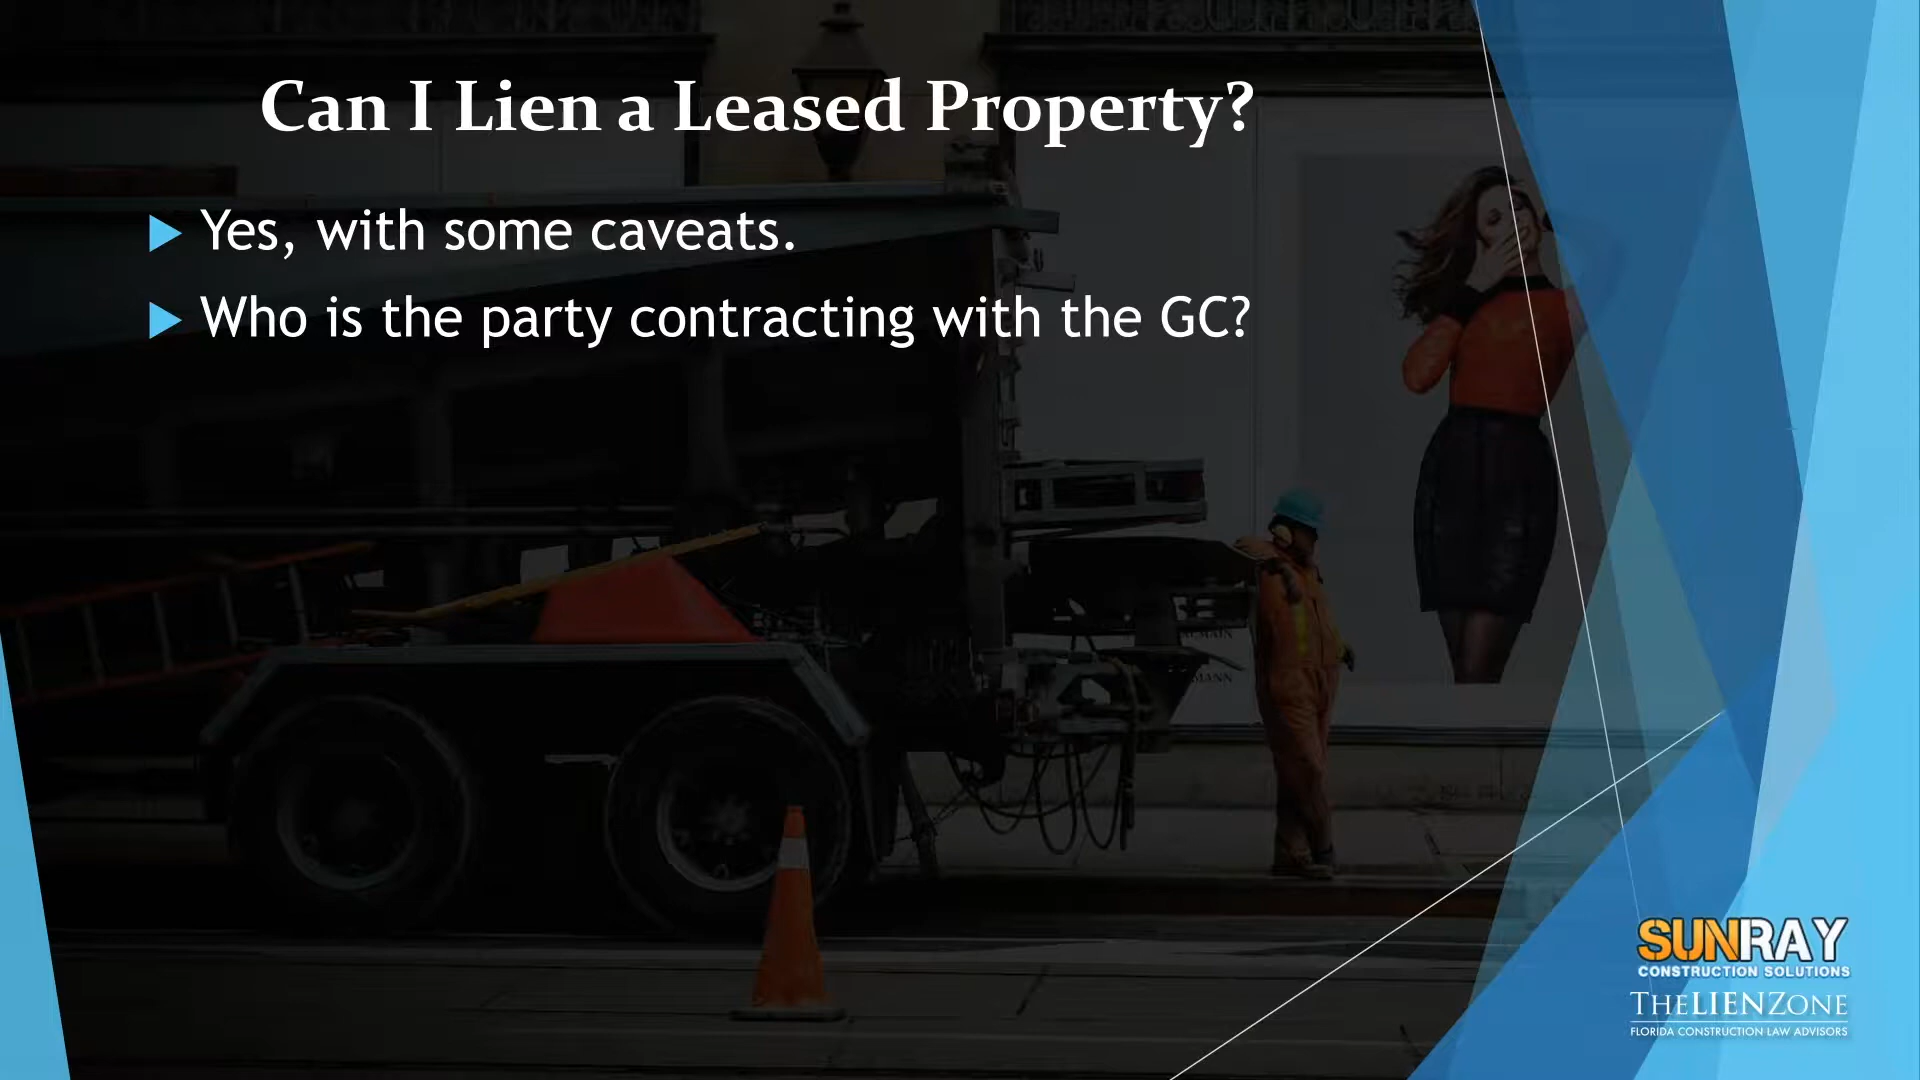 Can I Lien a Leased Property?
Yes, with some caveats.
Who is the party contracting with the GC?
MANN
SUNRAY
CONSTRUCTION SOLUTIONS
THELIENZONE
FLORIDA CONSTRUCTION LAW ADVISORS